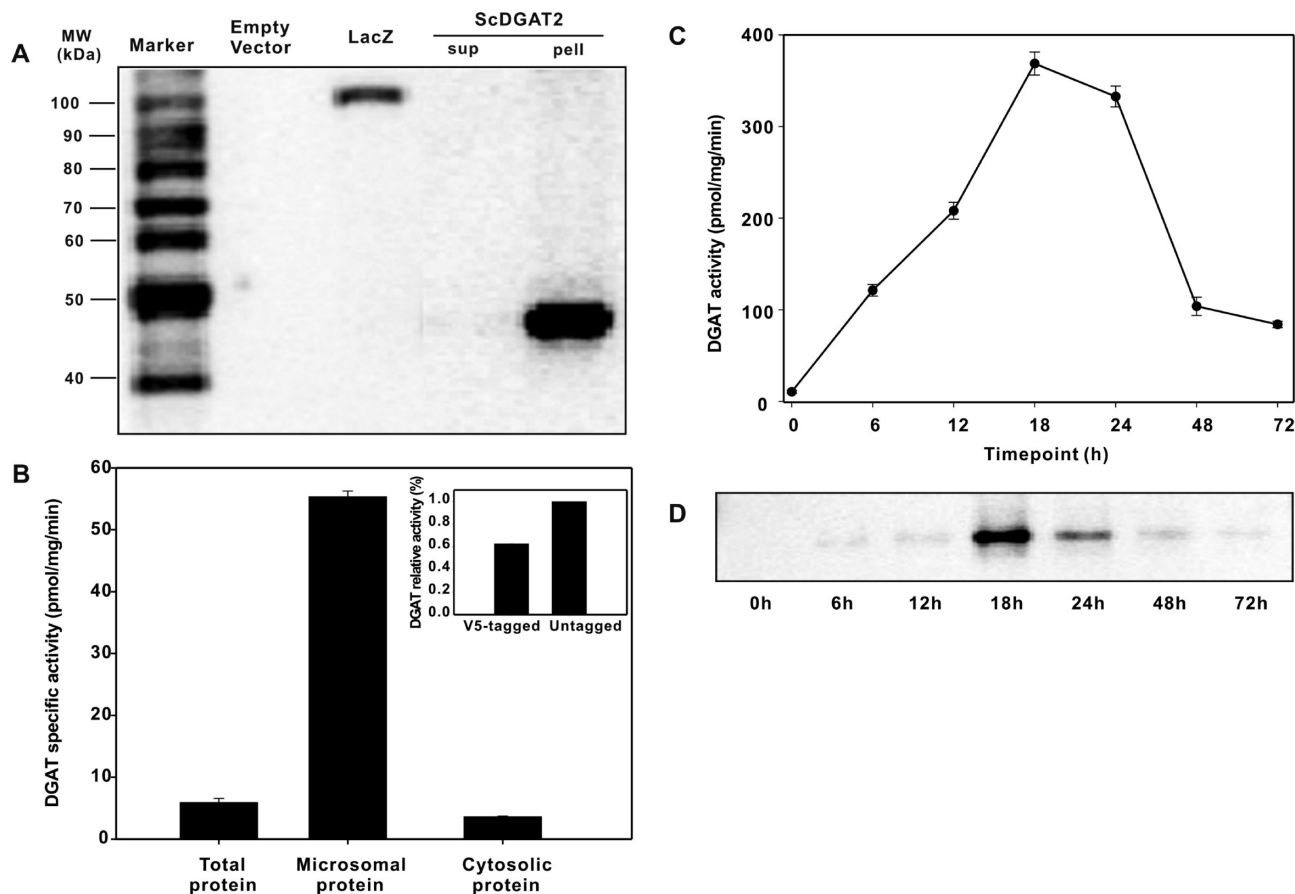 A
MW
(kDa)
Marker
Empty
Vector
LacZ
ScDGAT2
sup
pell
100
90
80
70
60
50
40
B
DGAT specific activity (pmol/mg/min)
60
50
40
30
20
10
0
Total
protein
Microsomal
protein
Cytosolic
protein
DGAT relative activity (%)
1.0
0.8
0.6
0.4
0.2
0.0
V5-tagged Untagged
C
DGAT activity (pmol/mg/min)
400
300
200
100
0
0 6 12 18 24 48 72
Timepoint (h)
D
0h 6h 12h 18h 24h 48h 72h